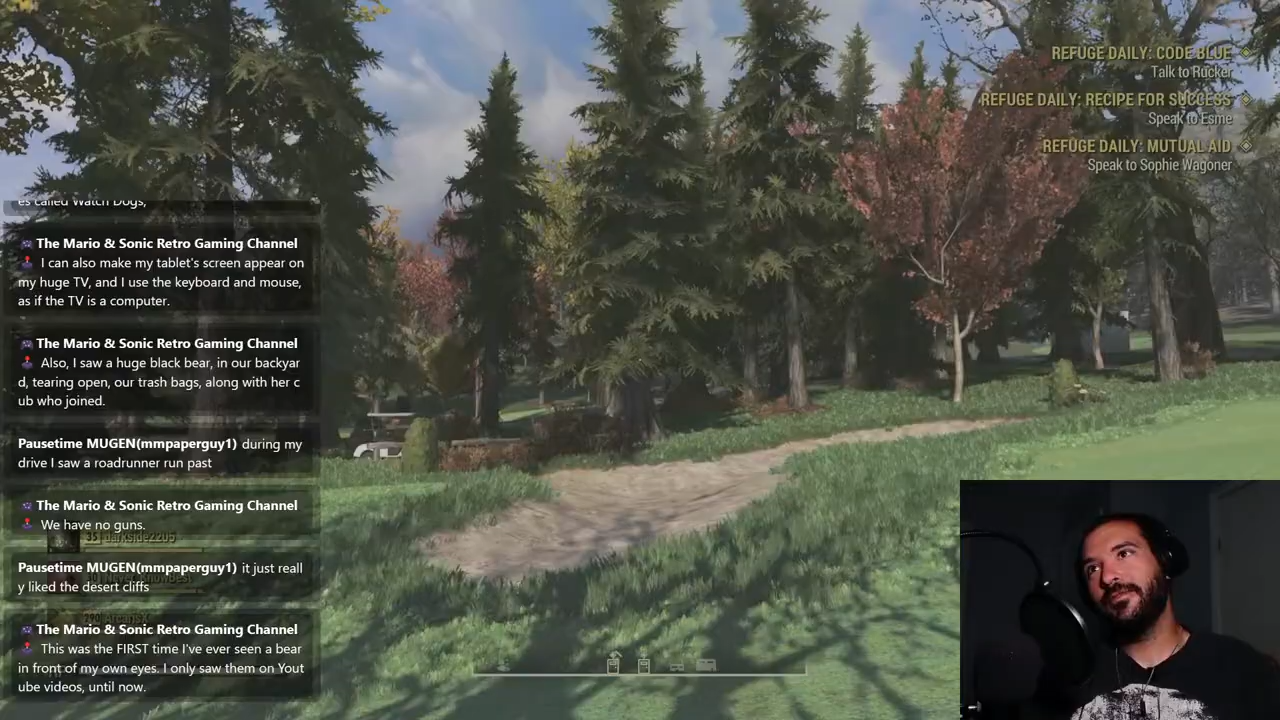 REFUGE DAILY: CODE BLUE
Talk to Rucker
REFUGE DAILY: RECIPE FOR SUCCESS
Speak to Esme
REFUGE DAILY: MUTUAL AID
Speak to Sophie Wagoner
es called Watch Dogs,
The Mario & Sonic Retro Gaming Channel
I can also make my tablet's screen appear on
my huge TV, and I use the keyboard and mouse,
as if the TV is a computer.
The Mario & Sonic Retro Gaming Channel
Also, I saw a huge black bear, in our backyar
d, tearing open, our trash bags, along with her c
ub who joined.
Pausetime MUGEN(mmpaperguy1) during my
drive I saw a roadrunner run past
The Mario & Sonic Retro Gaming Channel
We have no guns.
35 darkside2205
Pausetime MUGEN(mmpaperguy1) it just reall
y liked the desert cliffs
The Mario & Sonic Retro Gaming Channel
This was the FIRST time I've ever seen a bear
in front of my own eyes. I only saw them on Yout
ube videos, until now.